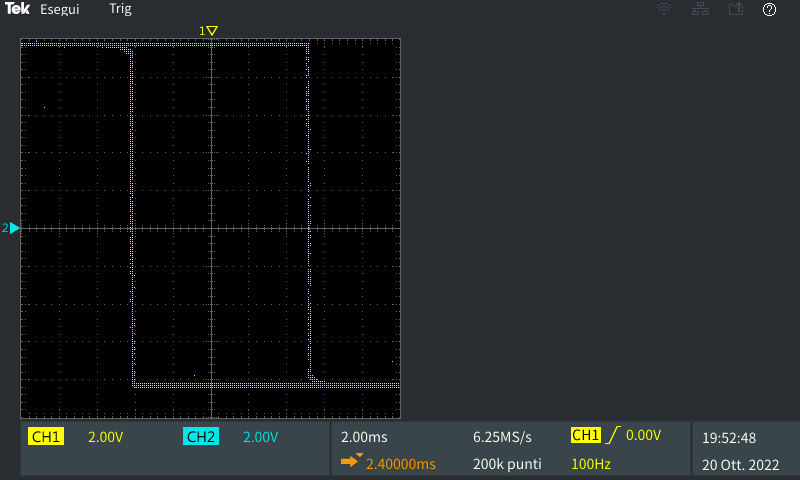 Tek Esegui Trig
1
2
CH1 2.00V CH2 2.00V 2.00ms 6.25MS/s CH1 0.00V 19:52:48
2.40000ms 200k punti 100Hz 20 Ott. 2022